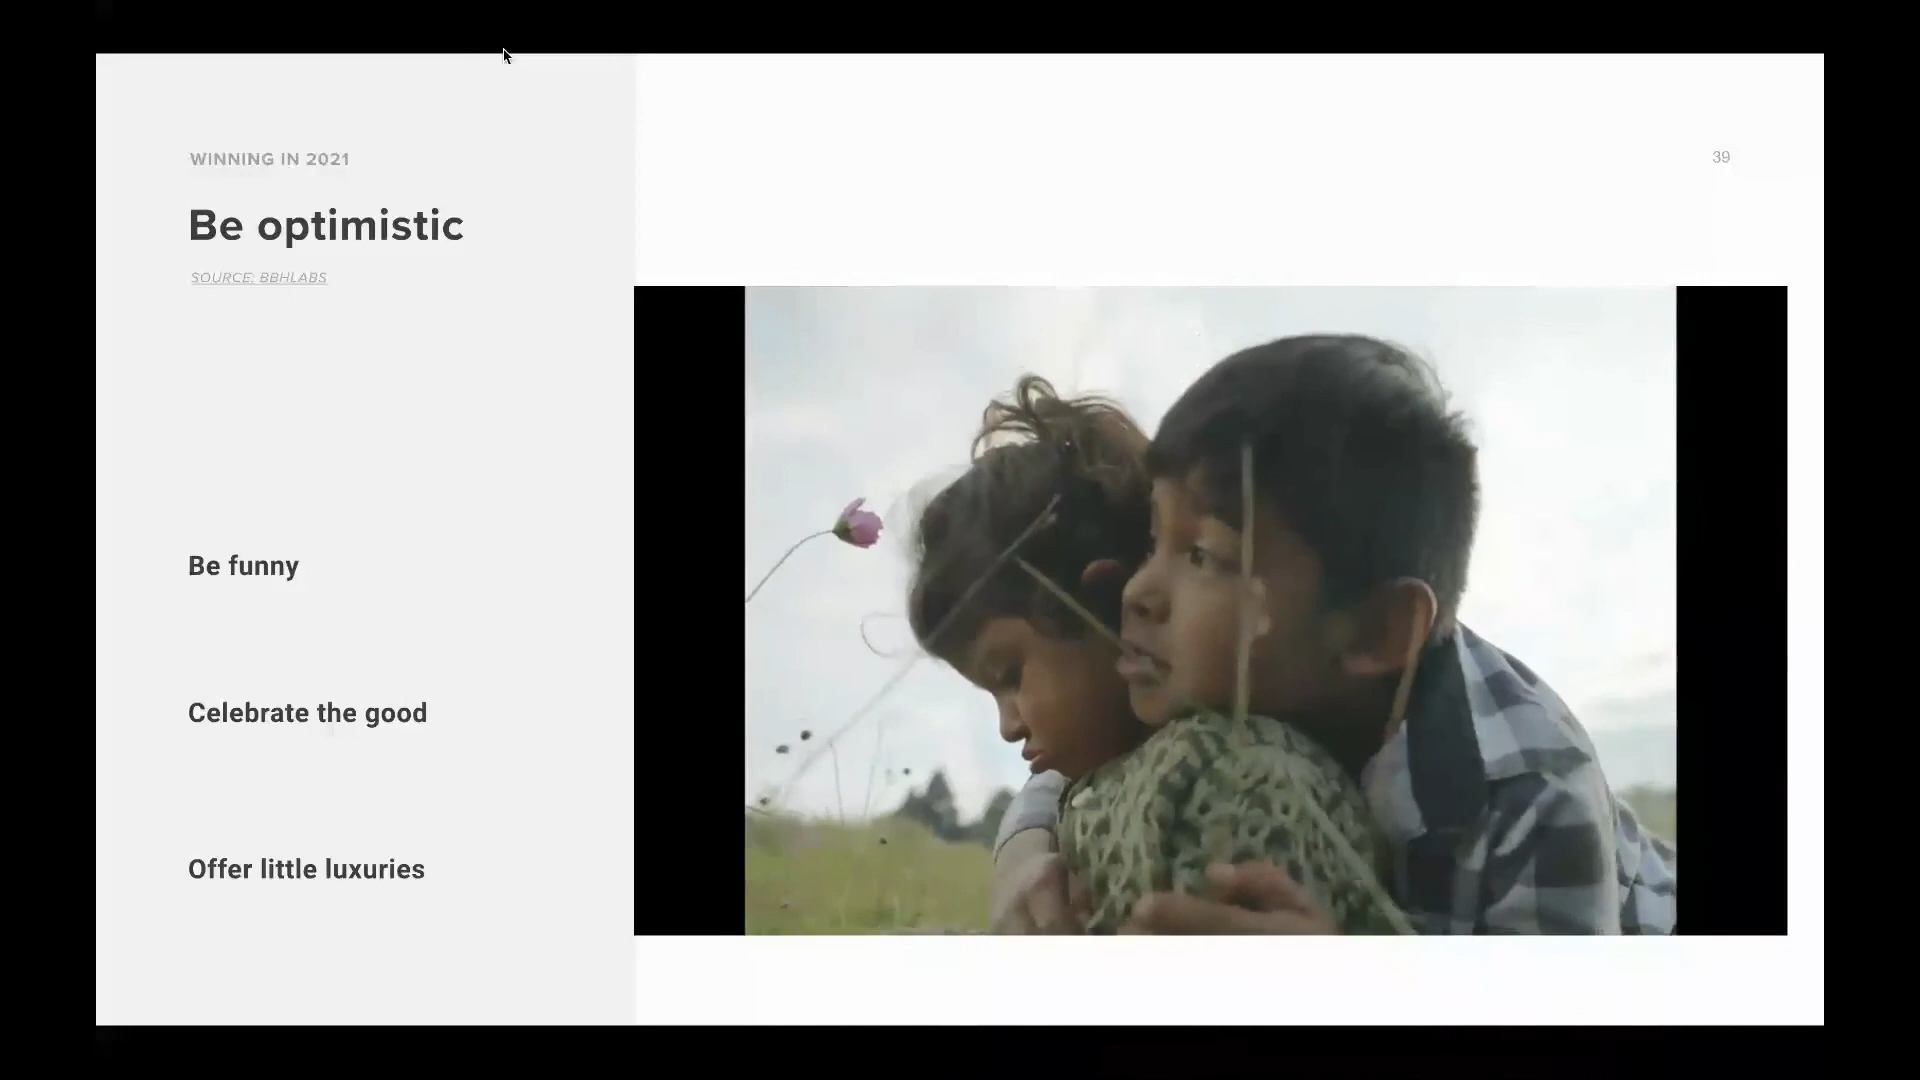 WINNING IN 2021
39
Be optimistic
SOURCE: BBHLABS
Be funny
Celebrate the good
Offer little luxuries